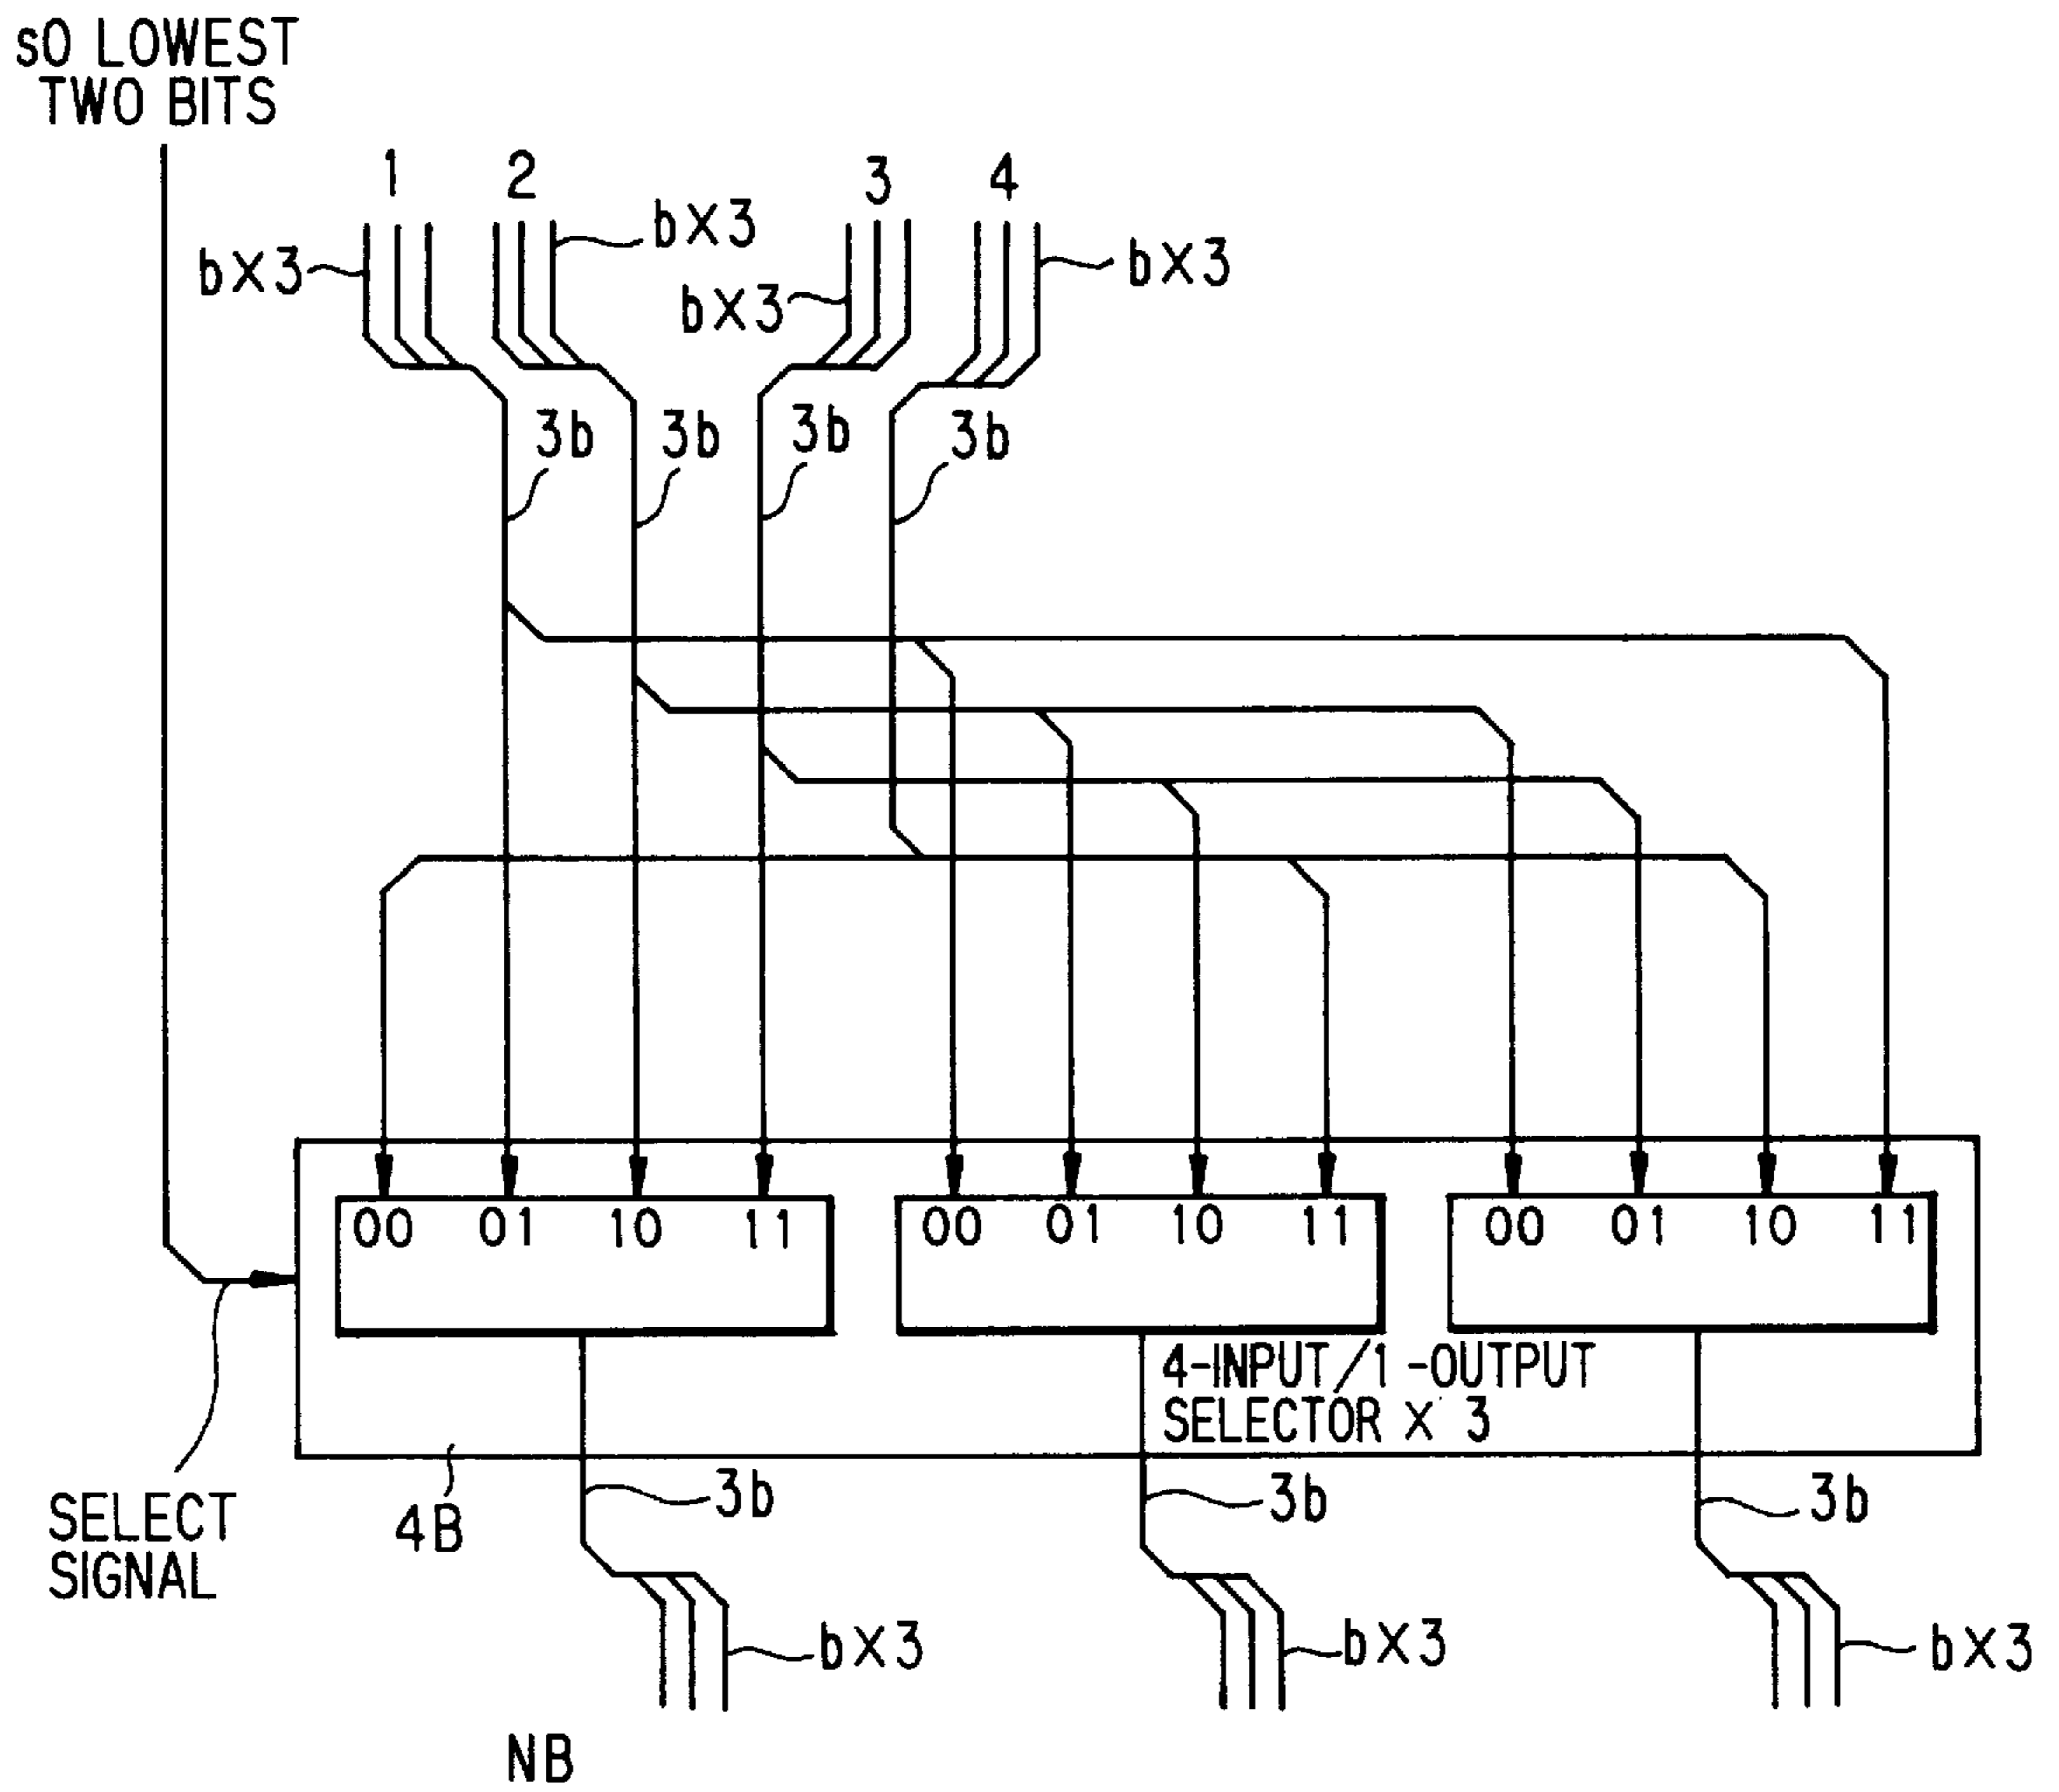 sO LOWEST
TWO BITS
1 2 3 4
bX3 bX3 bX3 bX3
3b 3b 3b 3b
00 01 10 11 00 01 10 11 00 01 10 11
4-INPUT/1-OUTPUT
SELECTOR X 3
SELECT
SIGNAL
4B
3b 3b 3b
bX3 bX3 bX3
NB